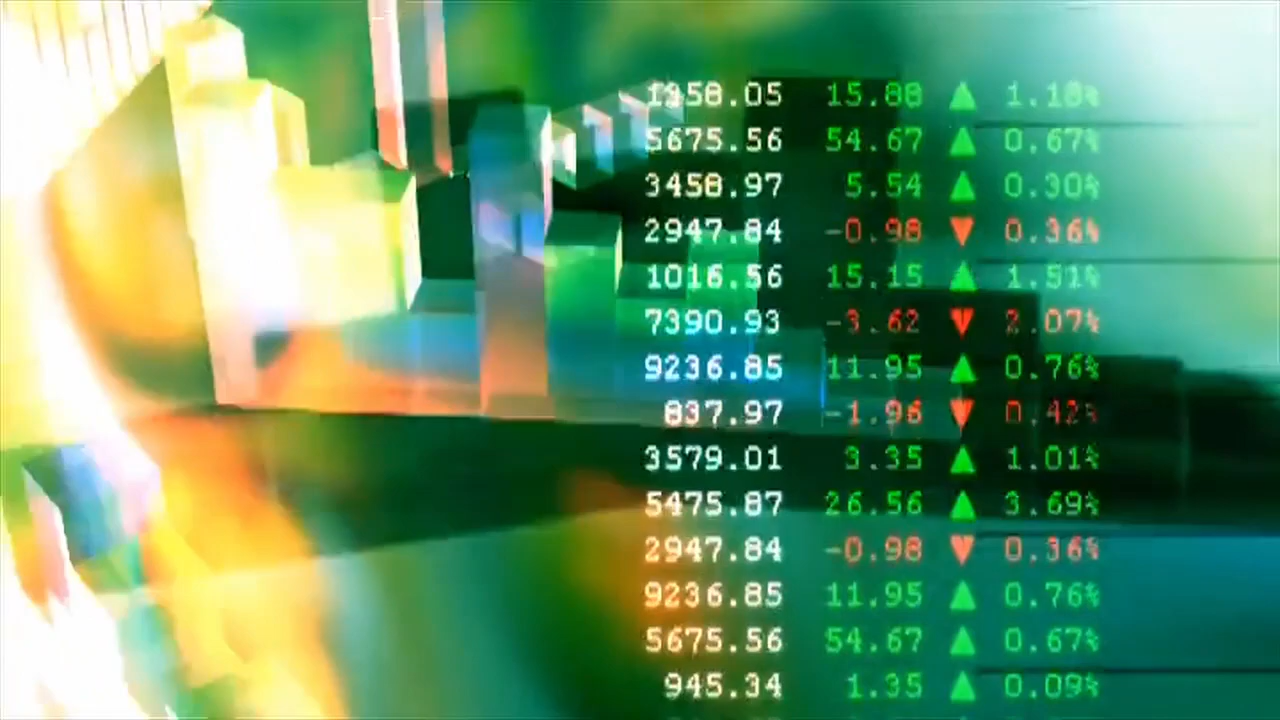 1358.05 15.88 ▲ 1.18%
5675.56 54.67 ▲ 0.67%
3458.97 5.54 ▲ 0.30%
2947.84 -0.98 ▼ 0.36%
1016.56 15.15 ▲ 1.51%
7390.93 -3.62 ▼ 2.07%
9236.85 11.95 ▲ 0.76%
837.97 -1.96 ▼ 0.42%
3579.01 3.35 ▲ 1.01%
5475.87 26.56 ▲ 3.69%
2947.84 -0.98 ▼ 0.36%
9236.85 11.95 ▲ 0.76%
5675.56 54.67 ▲ 0.67%
945.34 1.35 ▲ 0.09%